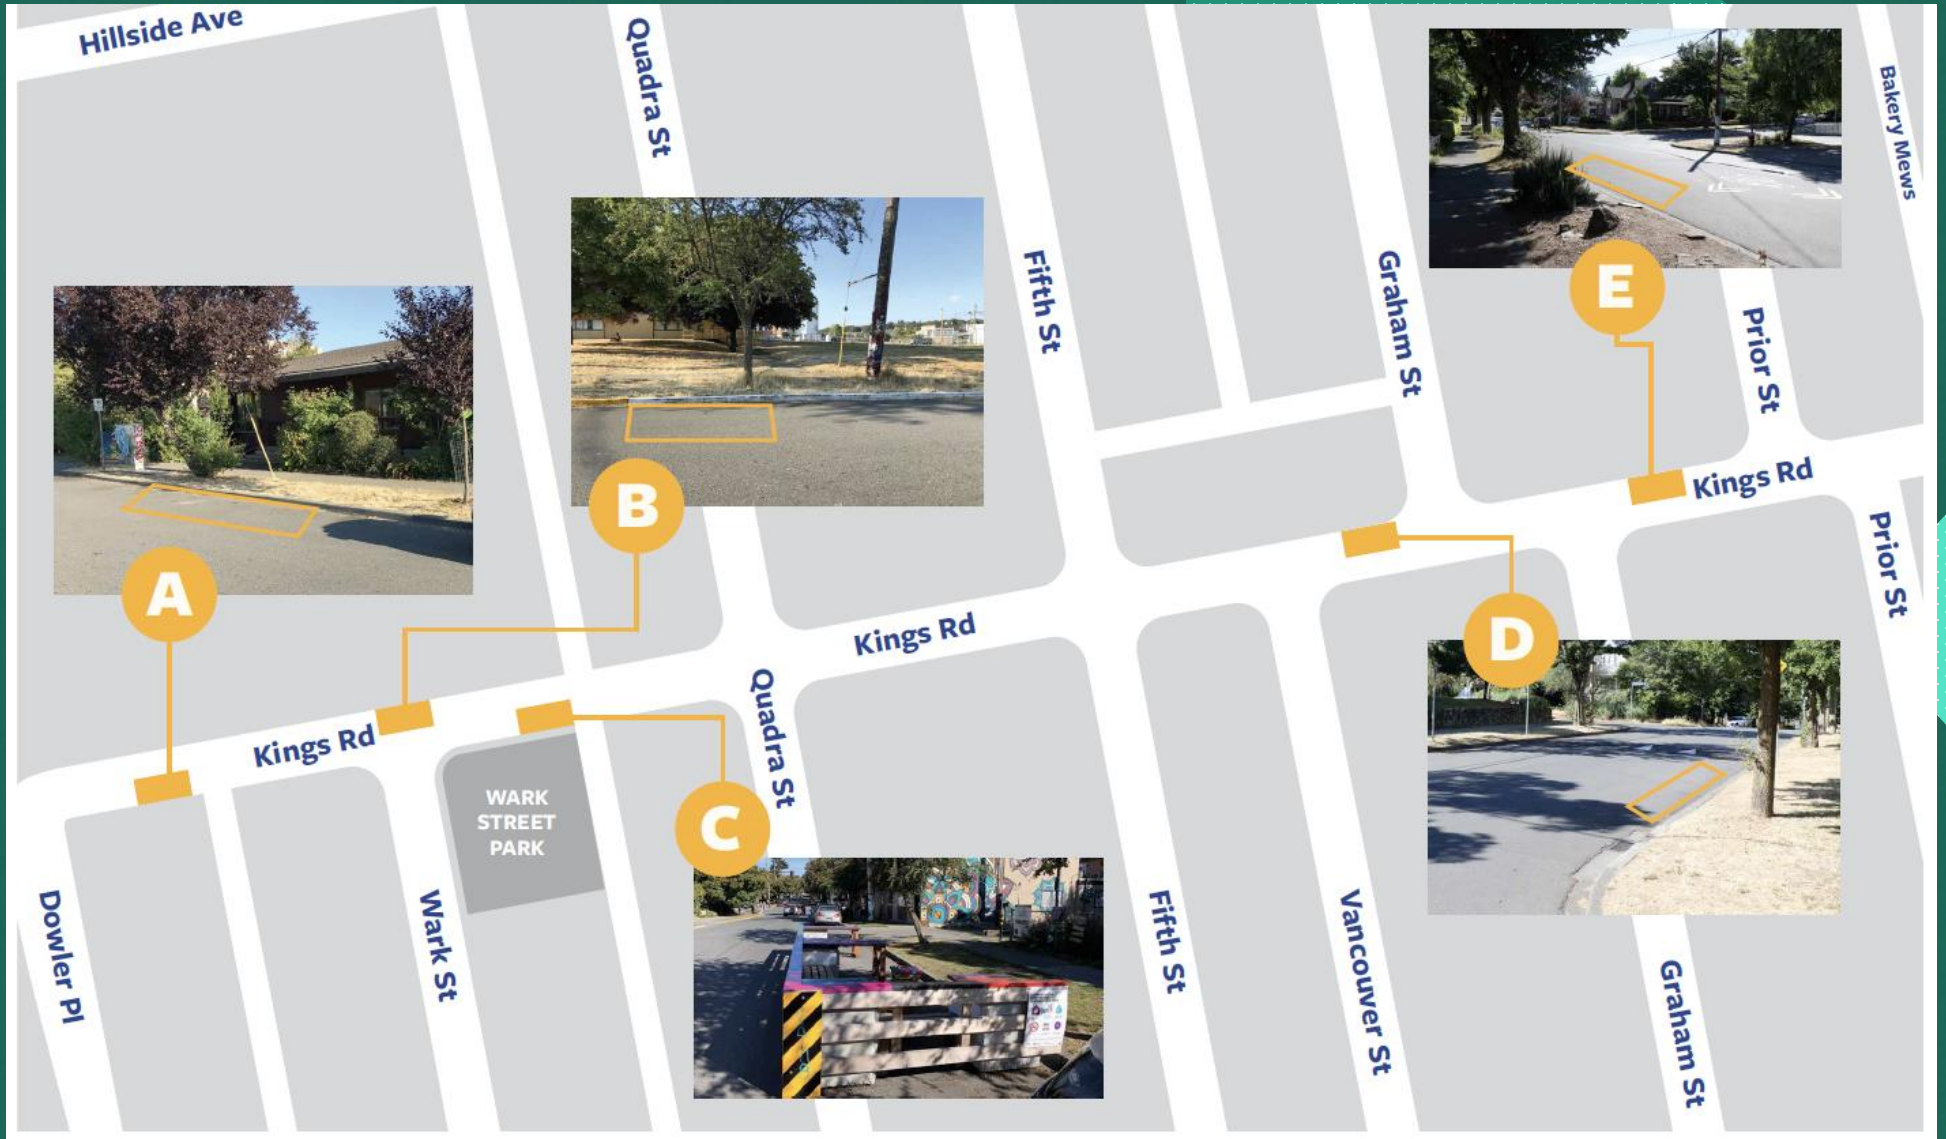 Hillside Ave
Quadra St
Bakery Mews
Fifth St
Graham St
E
Prior St
B
A
Kings Rd
Prior St
D
Kings Rd
Quadra St
Kings Rd
WARK
STREET
PARK
C
Dowler Pl
Wark St
Fifth St
Vancouver St
Graham St